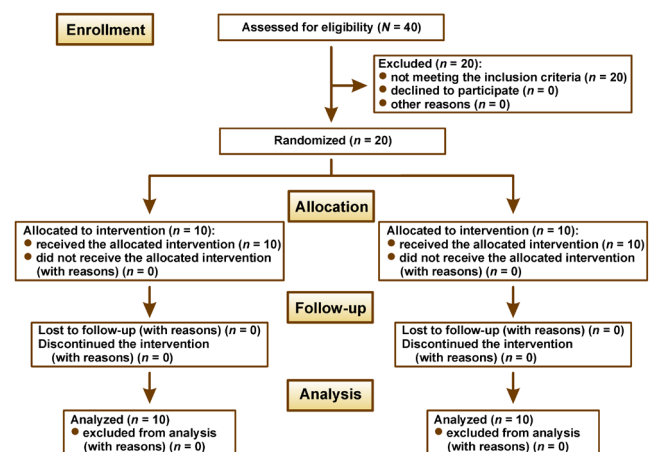 Enrollment
Assessed for eligibility (N = 40)
Excluded (n = 20):
● not meeting the inclusion criteria (n = 20)
● declined to participate (n = 0)
● other reasons (n = 0)
Randomized (n = 20)
Allocation
Allocated to intervention (n = 10):
● received the allocated intervention (n = 10)
● did not receive the allocated intervention
(with reasons) (n = 0)
Allocated to intervention (n = 10):
● received the allocated intervention (n = 10)
● did not receive the allocated intervention
(with reasons) (n = 0)
Follow-up
Lost to follow-up (with reasons) (n = 0)
Discontinued the intervention
(with reasons) (n = 0)
Lost to follow-up (with reasons) (n = 0)
Discontinued the intervention
(with reasons) (n = 0)
Analysis
Analyzed (n = 10)
● excluded from analysis
(with reasons) (n = 0)
Analyzed (n = 10)
● excluded from analysis
(with reasons) (n = 0)